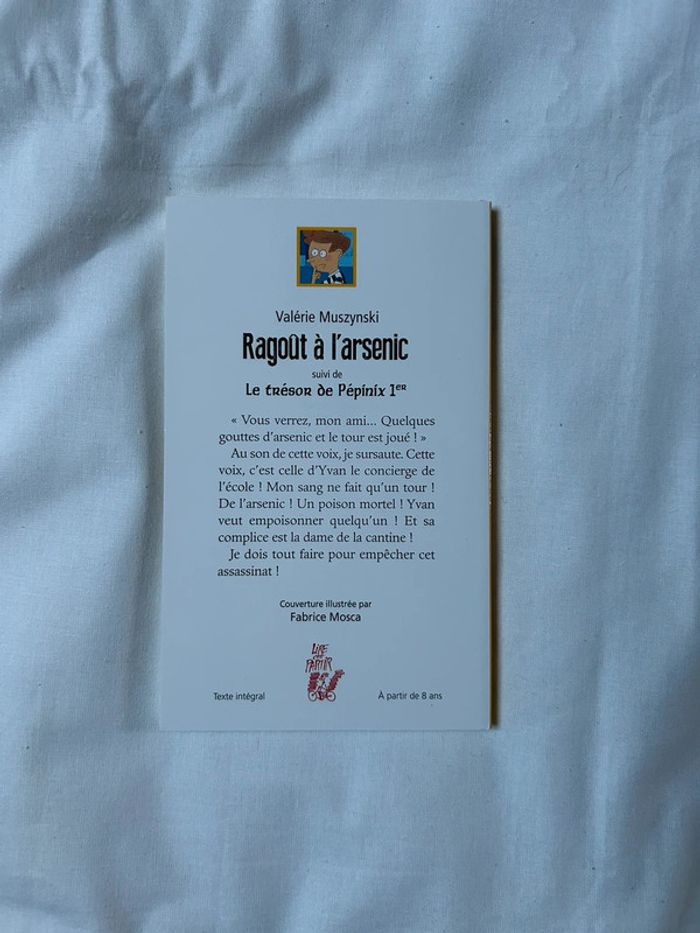 Valérie Muszynski
Ragoût à l'arsenic
suivi de
Le trésor de Pépinix 1er
« Vous verrez, mon ami... Quelques
gouttes d'arsenic et le tour est joué ! »
Au son de cette voix, je sursaute. Cette
voix, c'est celle d'Yvan le concierge de
l'école ! Mon sang ne fait qu'un tour !
De l'arsenic ! Un poison mortel ! Yvan
veut empoisonner quelqu'un ! Et sa
complice est la dame de la cantine !
Je dois tout faire pour empêcher cet
assassinat !
Couverture illustrée par
Fabrice Mosca
LIRE
C'EST
PARTIR
Texte intégral
À partir de 8 ans